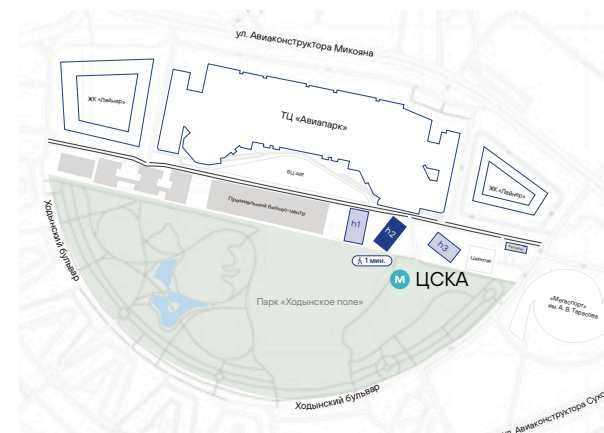 ул. Авиаконструктора Микояна
ЖК «Лайнер»
ТЦ «Авиапарк»
БЦ AIR
ЖК «Лайнер»
Премиальный бизнес-центр
h1
h2
h3
1 мин.
М ЦСКА
«Мегаспорт»
им. А. В. Тарасова
Парк «Ходынское поле»
Ходынский бульвар
Ходынский бульвар
ул. Авиаконструктора Сухо